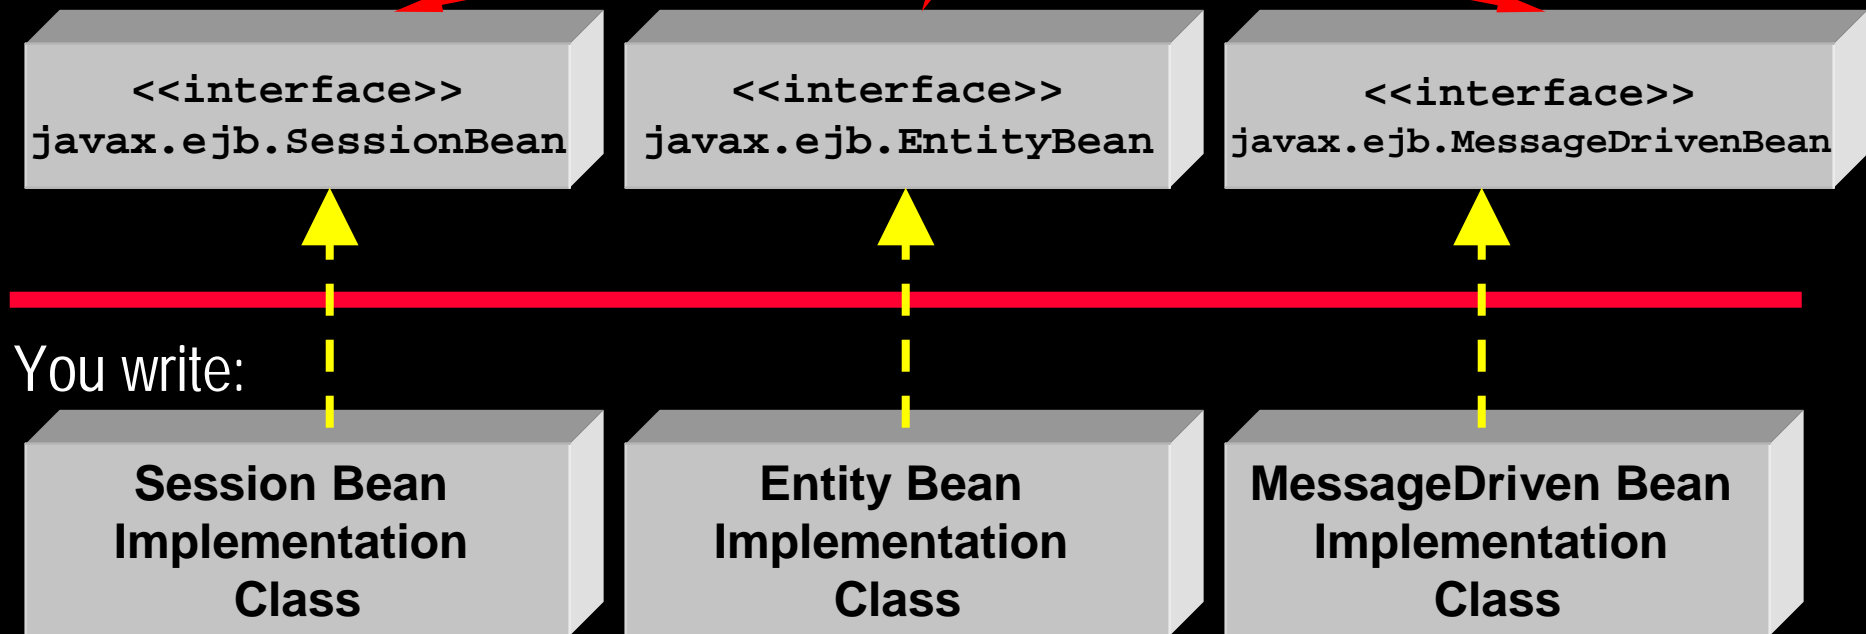 <<interface>>
javax.ejb.SessionBean
<<interface>>
javax.ejb.EntityBean
<<interface>>
javax.ejb.MessageDrivenBean
You write:
Session Bean
Implementation
Class
Entity Bean
Implementation
Class
MessageDriven Bean
Implementation
Class